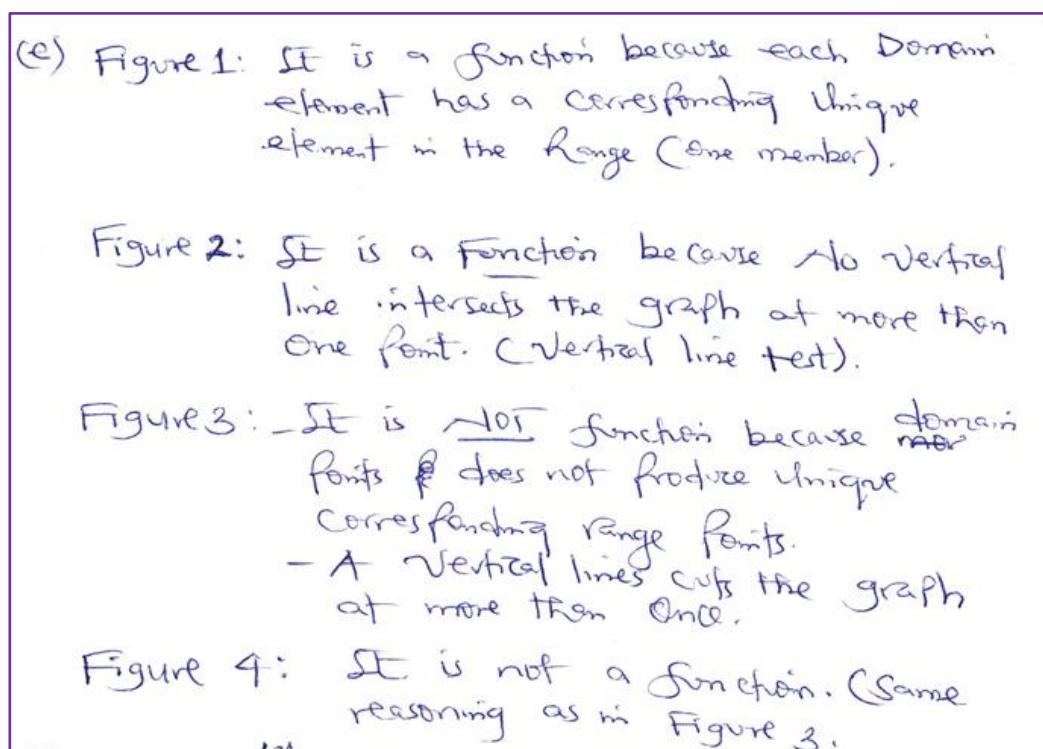 (e) Figure 1: It is a function because each Domain
element has a corresponding Unique
element in the Range (One member).
Figure 2: It is a Function because No vertical
line intersects the graph at more than
One point. (Vertical line test).
Figure 3: - It is NOT function because domain
points does not produce Unique
corresponding range points.
- A vertical lines cuts the graph
at more than Once.
Figure 4: It is not a function. (Same
reasoning as in Figure 3.